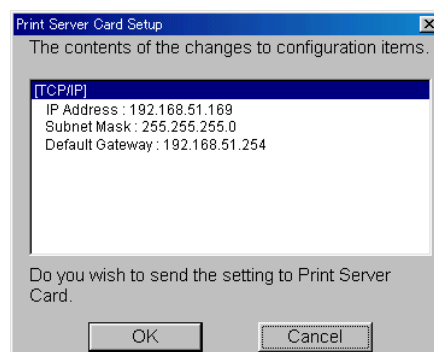 Print Server Card Setup
The contents of the changes to configuration items.
[TCP/IP]
IP Address : 192.168.51.169
Subnet Mask : 255.255.255.0
Default Gateway : 192.168.51.254
Do you wish to send the setting to Print Server
Card.
OK
Cancel